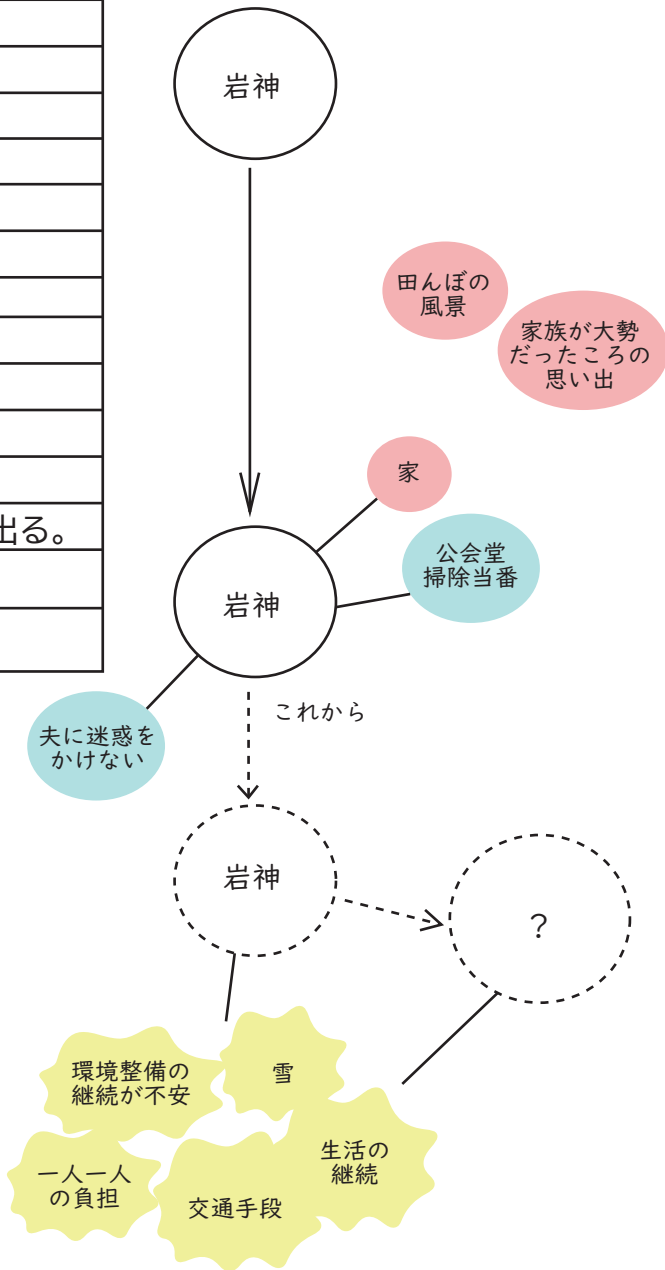 岩神
田んぼの
風景
家族が大勢
だったころの
思い出
家
出る。
公会堂
掃除当番
岩神
これから
夫に迷惑を
かけない
岩神
?
環境整備の
継続が不安
雪
生活の
継続
一人一人
の負担
交通手段